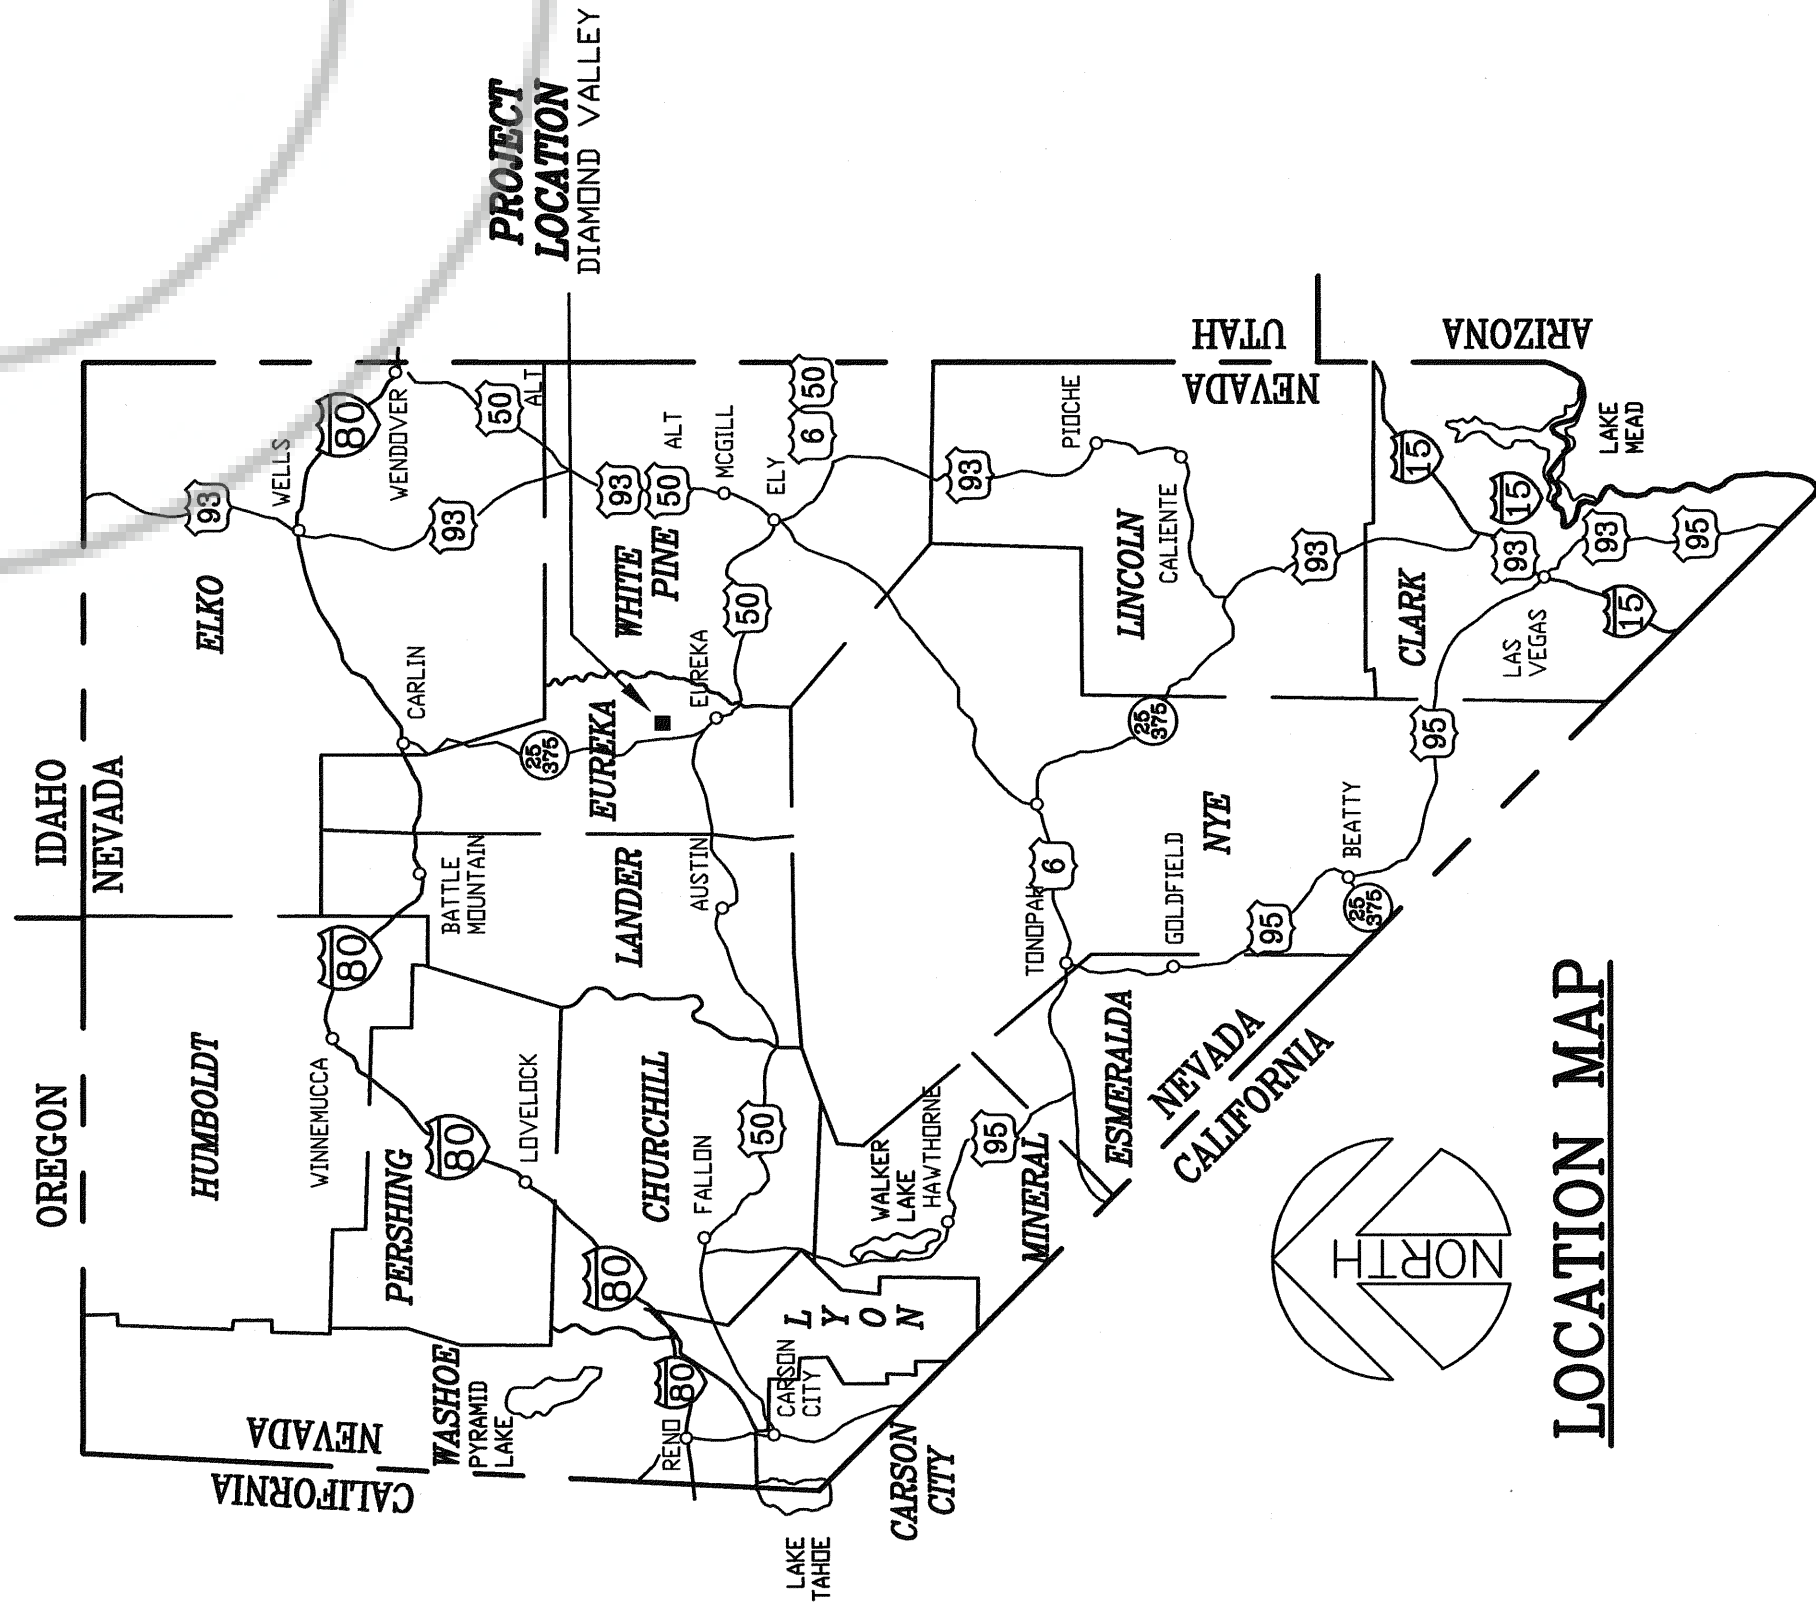 OREGON
IDAHO
NEVADA
CALIFORNIA
NEVADA
HUMBOLDT
ELKO
WINNEMUCCA
80
BATTLE
MOUNTAIN
CARLIN
WELLS
93
80
WENDOVER
93
50
ALT
PROJECT
LOCATION
DIAMOND VALLEY
WASHOE
PYRAMID
LAKE
PERSHING
80
LOVELOCK
25
375
80
CHURCHILL
LANDER
EUREKA
WHITE
PINE
93
50
ALT
MCGILL
RENO
80
FALLON
AUSTIN
EUREKA
50
50
ELY
6
50
LAKE
TAHOE
CARSON
CITY
LYON
CARSON
CITY
WALKER
LAKE
HAWTHORNE
95
MINERAL
TONOPAH
6
25
375
93
PIOCHE
LINCOLN
CALIENTE
UTAH
NEVADA
ESMERALDA
GOLDFIELD
NYE
NEVADA
CALIFORNIA
95
BEATTY
25
375
95
93
CLARK
15
15
93
93
95
LAS
VEGAS
15
LAKE
MEAD
ARIZONA
NORTH
LOCATION MAP